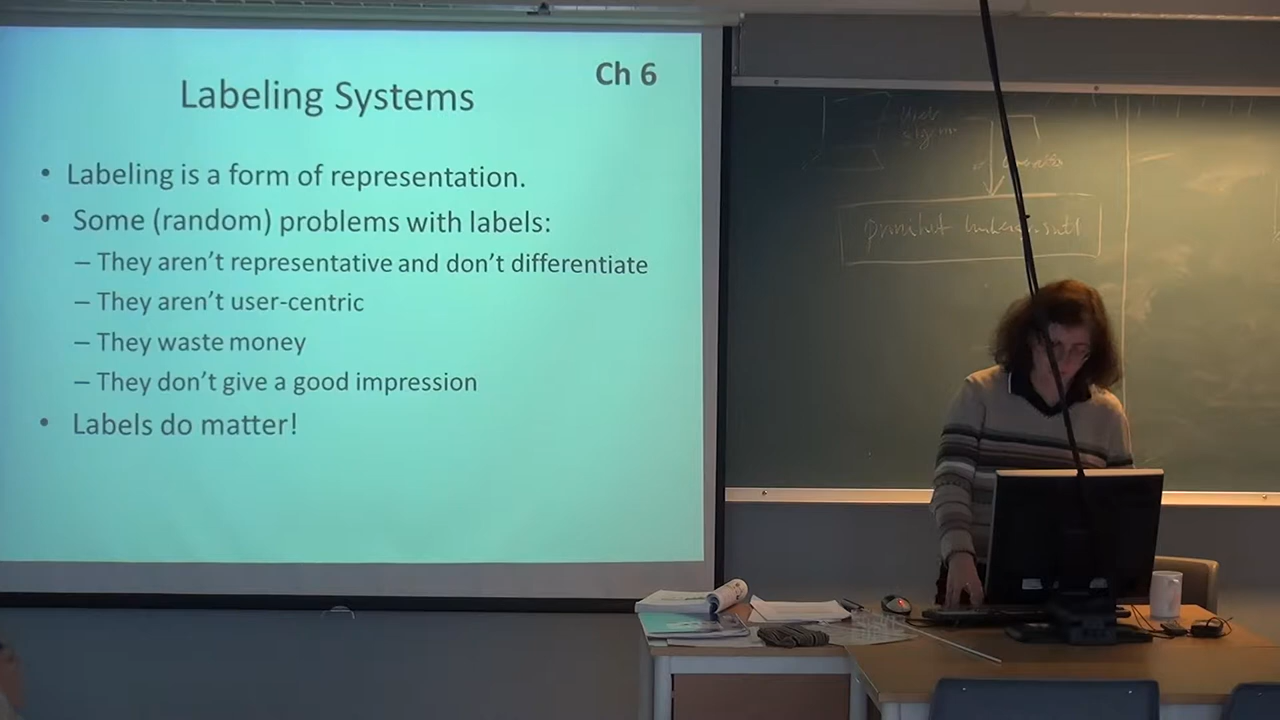 Ch 6
Labeling Systems
• Labeling is a form of representation.
• Some (random) problems with labels:
– They aren't representative and don't differentiate
– They aren't user-centric
– They waste money
– They don't give a good impression
• Labels do matter!